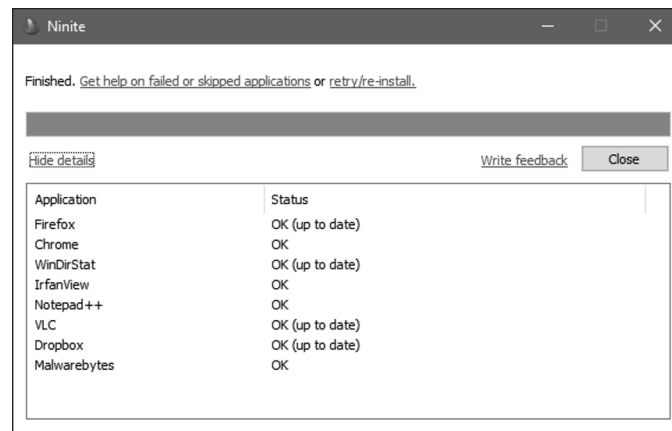 Ninite
Finished. Get help on failed or skipped applications or retry/re-install.
Hide details Write feedback Close
Application Status
Firefox OK (up to date)
Chrome OK
WinDirStat OK (up to date)
IrfanView OK
Notepad++ OK
VLC OK (up to date)
Dropbox OK (up to date)
Malwarebytes OK